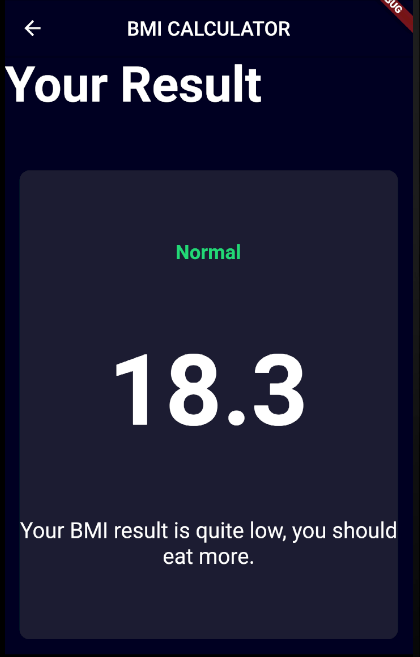 BMI CALCULATOR
Your Result
Normal
18.3
Your BMI result is quite low, you should
eat more.